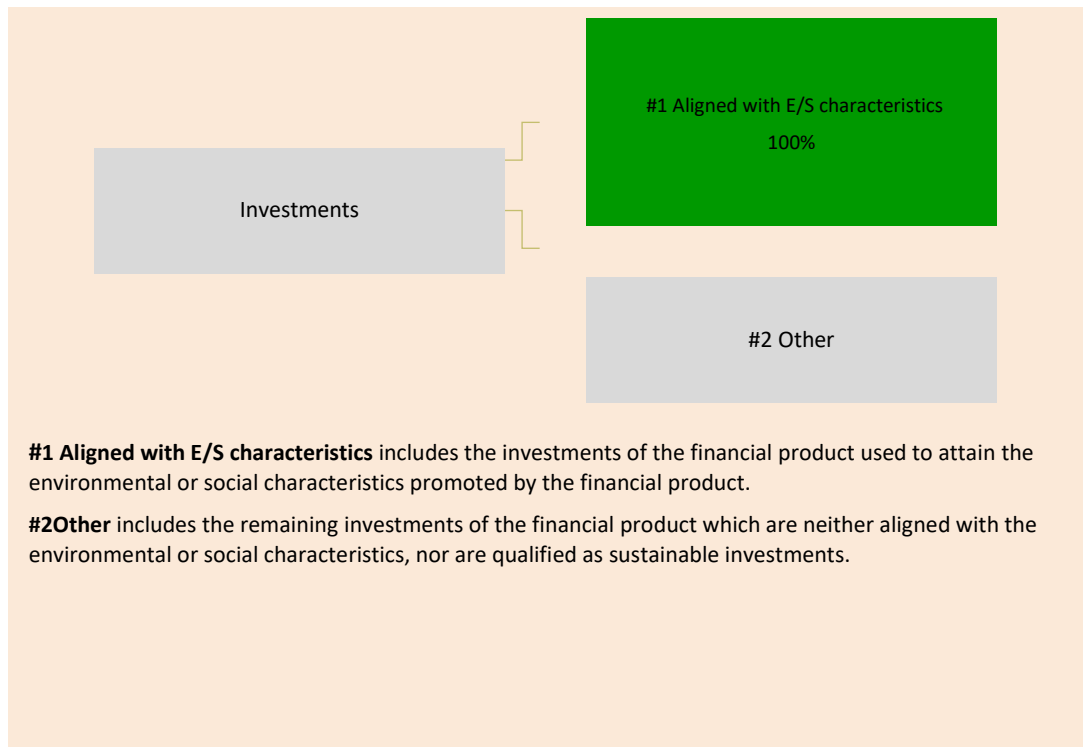 #1 Aligned with E/S characteristics
100%
Investments
#2 Other
#1 Aligned with E/S characteristics includes the investments of the financial product used to attain the
environmental or social characteristics promoted by the financial product.
#2Other includes the remaining investments of the financial product which are neither aligned with the
environmental or social characteristics, nor are qualified as sustainable investments.